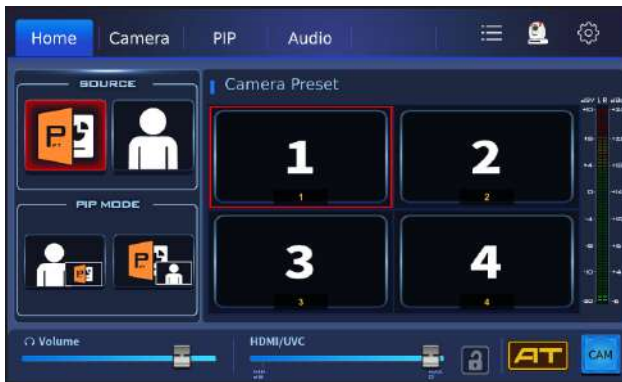 Home Camera PIP Audio
SOURCE
Camera Preset
P
1
1
2
2
PIP MODE
P
P
3
3
4
4
Volume
HDMI/UVC
AT
CAM